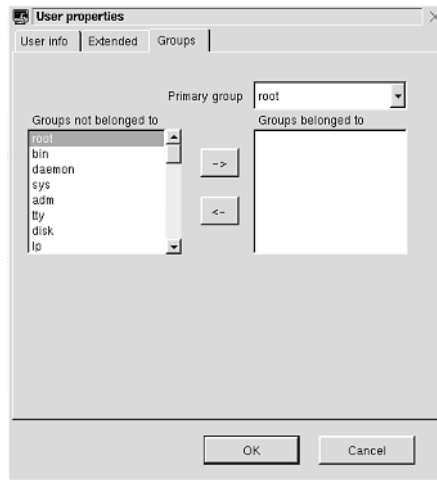 User properties
User info Extended Groups
Primary group root
Groups not belonged to Groups belonged to
root
bin
daemon
sys
adm
tty
disk
lp
->
<-
OK Cancel